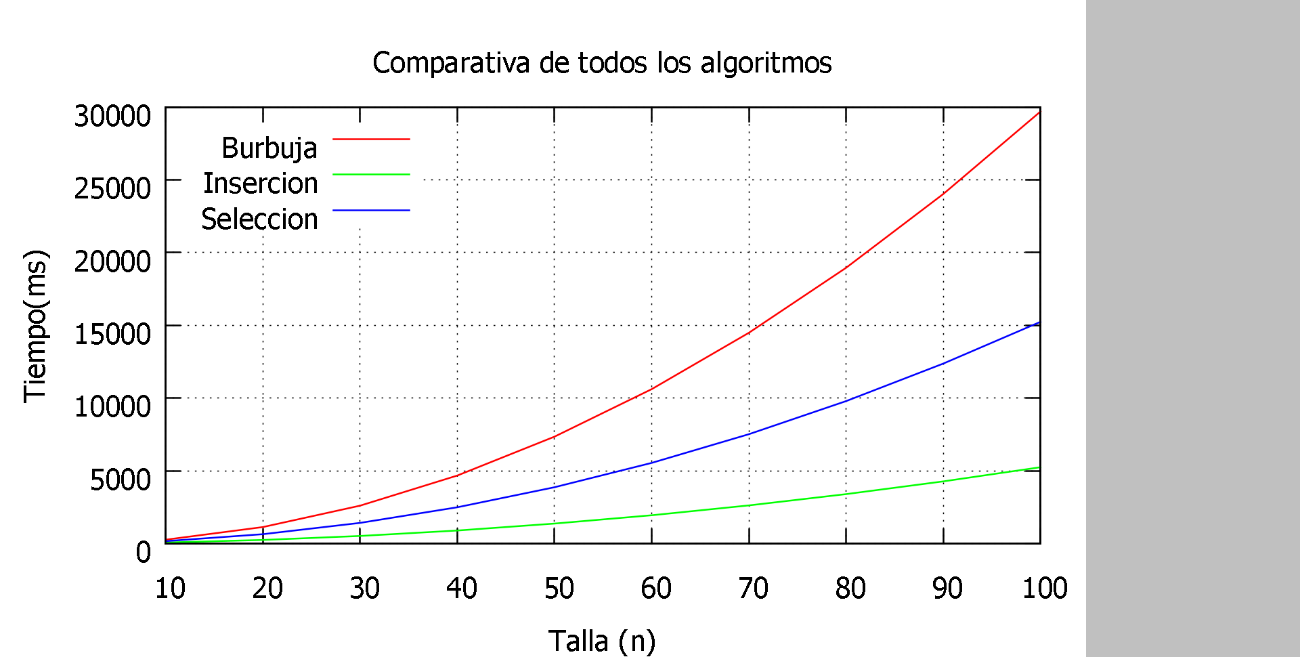 Comparativa de todos los algoritmos
30000
25000
20000
15000
10000
5000
0
Burbuja
Insercion
Seleccion
Tiempo(ms)
10 20 30 40 50 60 70 80 90 100
Talla (n)